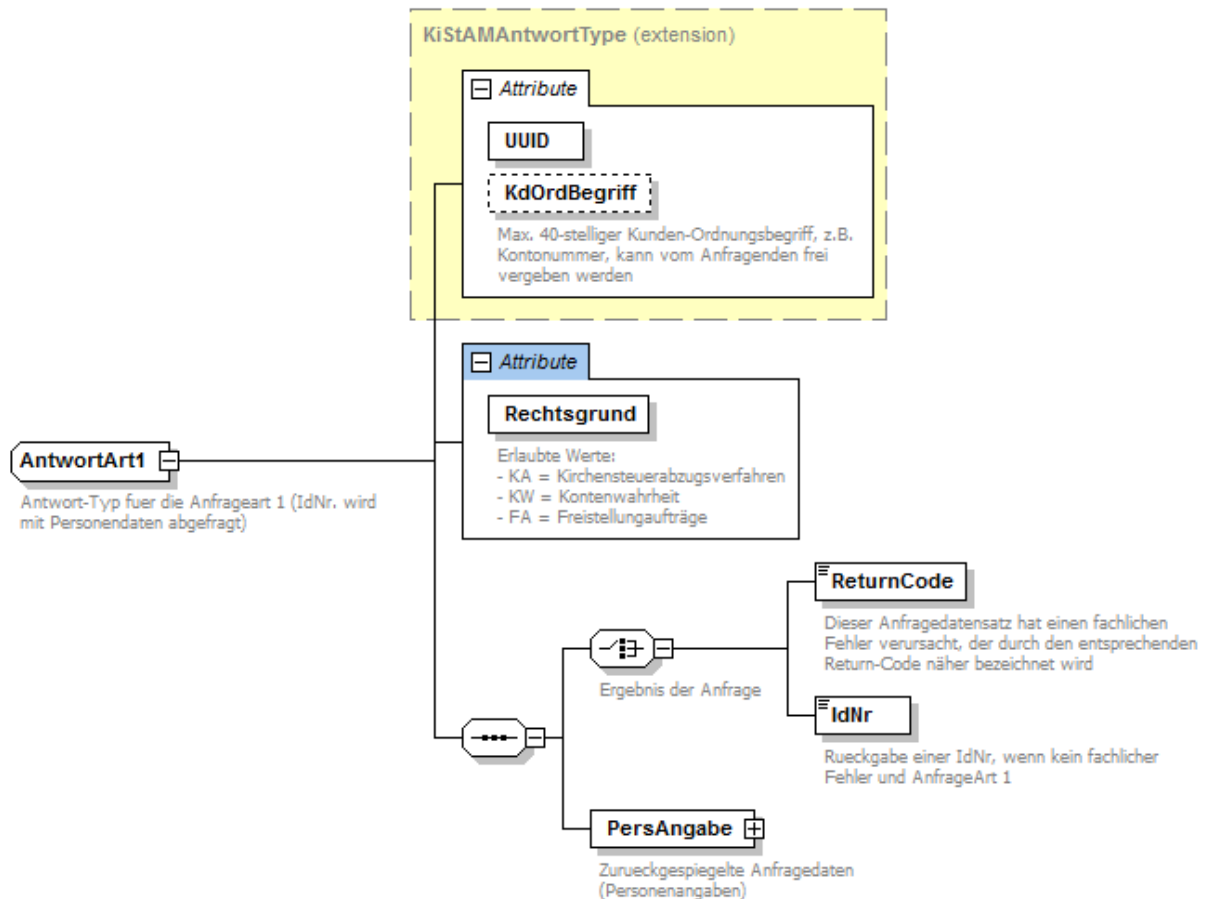 KiStAMAntwortType (extension)
Attribute
UUID
KdOrdBegriff
Max. 40-stelliger Kunden-Ordnungsbegriff, z.B.
Kontonummer, kann vom Anfragenden frei
vergeben werden
Attribute
Rechtsgrund
Erlaubte Werte:
- KA = Kirchensteuerabzugsverfahren
- KW = Kontenwahrheit
- FA = Freistellungaufträge
AntwortArt1
Antwort-Typ fuer die Anfrageart 1 (IdNr. wird
mit Personendaten abgefragt)
ReturnCode
Dieser Anfragedatensatz hat einen fachlichen
Fehler verursacht, der durch den entsprechenden
Return-Code näher bezeichnet wird
Ergebnis der Anfrage
IdNr
Rueckgabe einer IdNr, wenn kein fachlicher
Fehler und AnfrageArt 1
PersAngabe
Zurueckgespiegelte Anfragedaten
(Personenangaben)